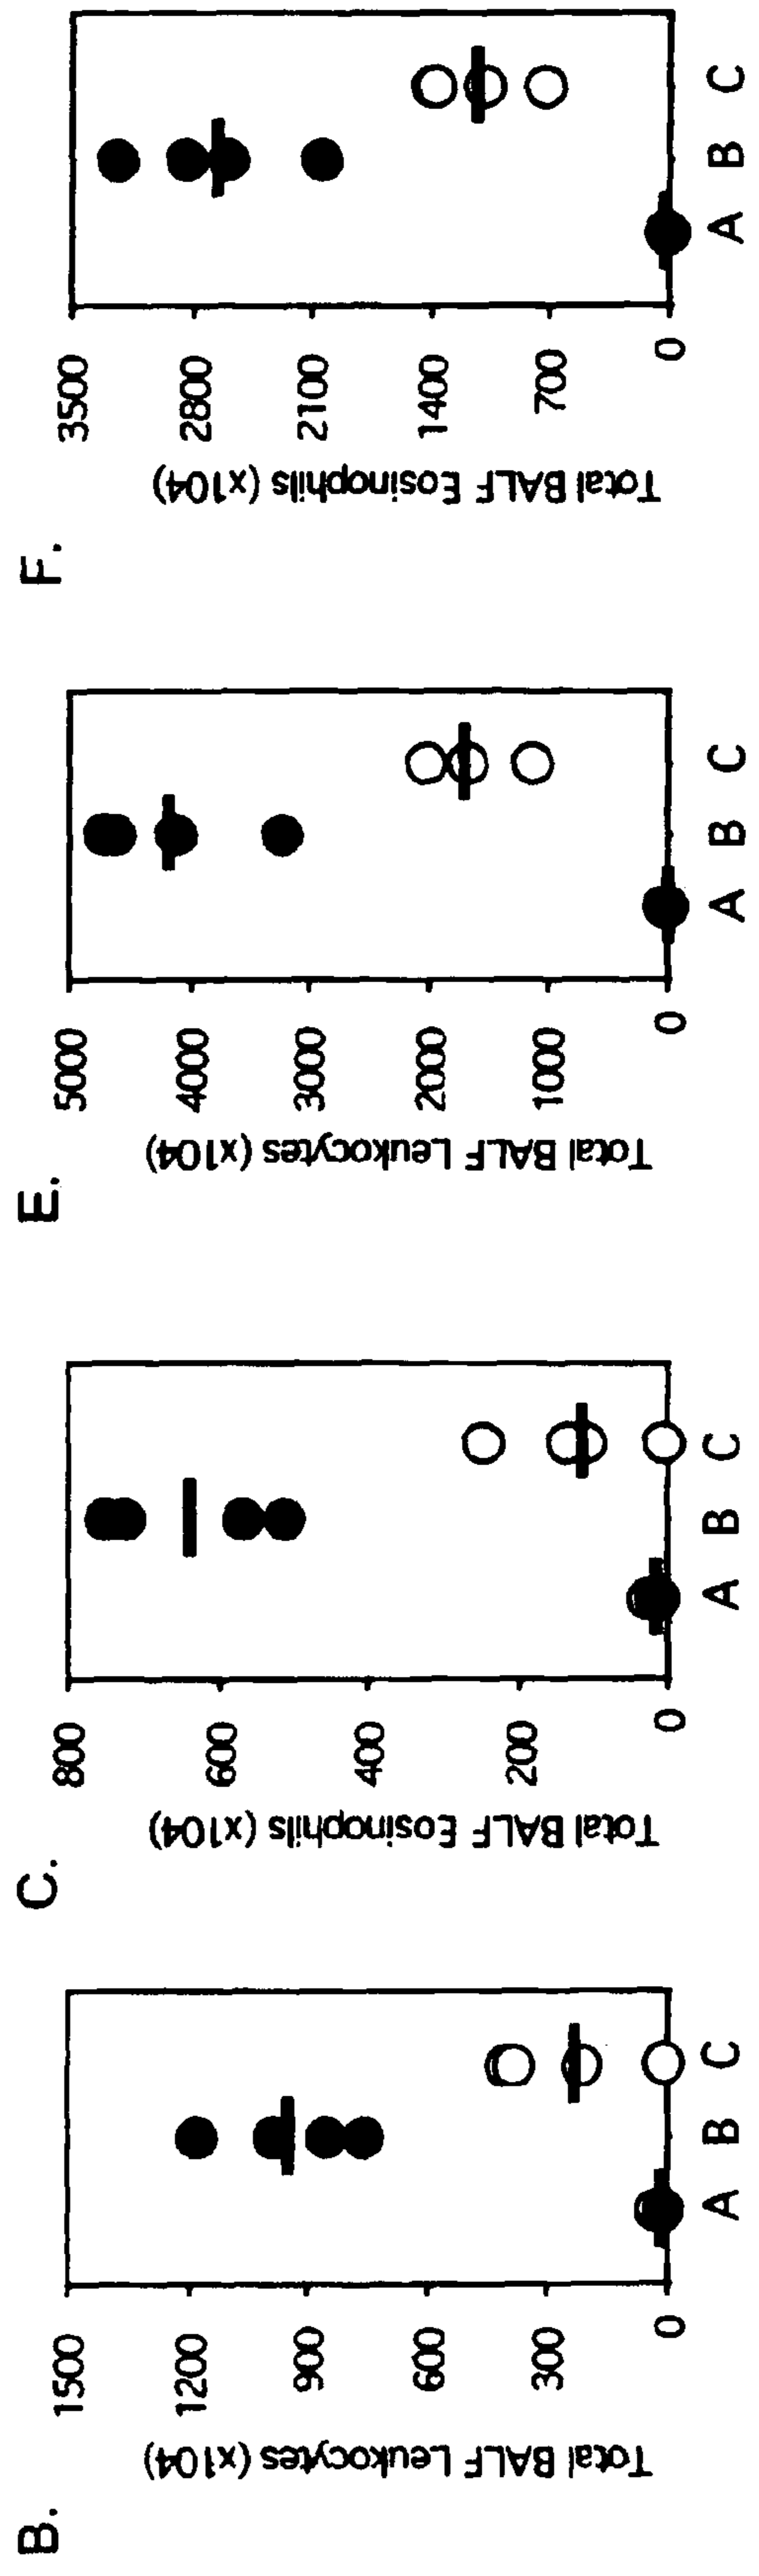 B.
Total BALF Leukocytes (x104)
1500
1200
900
600
300
0
A B C
C.
Total BALF Eosinophils (x104)
800
600
400
200
0
A B C
E.
Total BALF Leukocytes (x104)
5000
4000
3000
2000
1000
0
A B C
F.
Total BALF Eosinophils (x104)
3500
2800
2100
1400
700
0
A B C